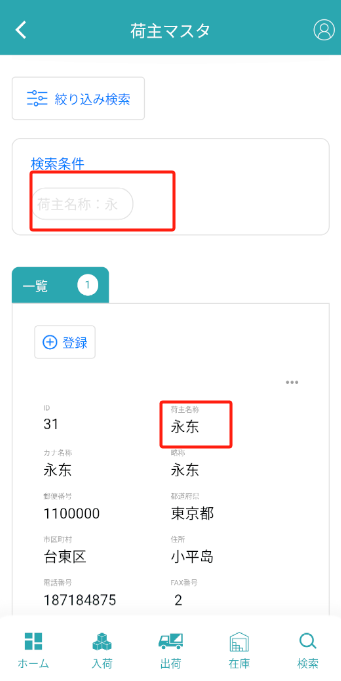 荷主マスタ
絞り込み検索
検索条件
荷主名称：永
一覧 1
登録
ID 荷主名称
31 永东
カナ名称 略称
永东 永东
郵便番号 都道府県
1100000 東京都
市区町村 住所
台東区 小平岛
電話番号 FAX番号
187184875 2
ホーム 入荷 出荷 在庫 検索